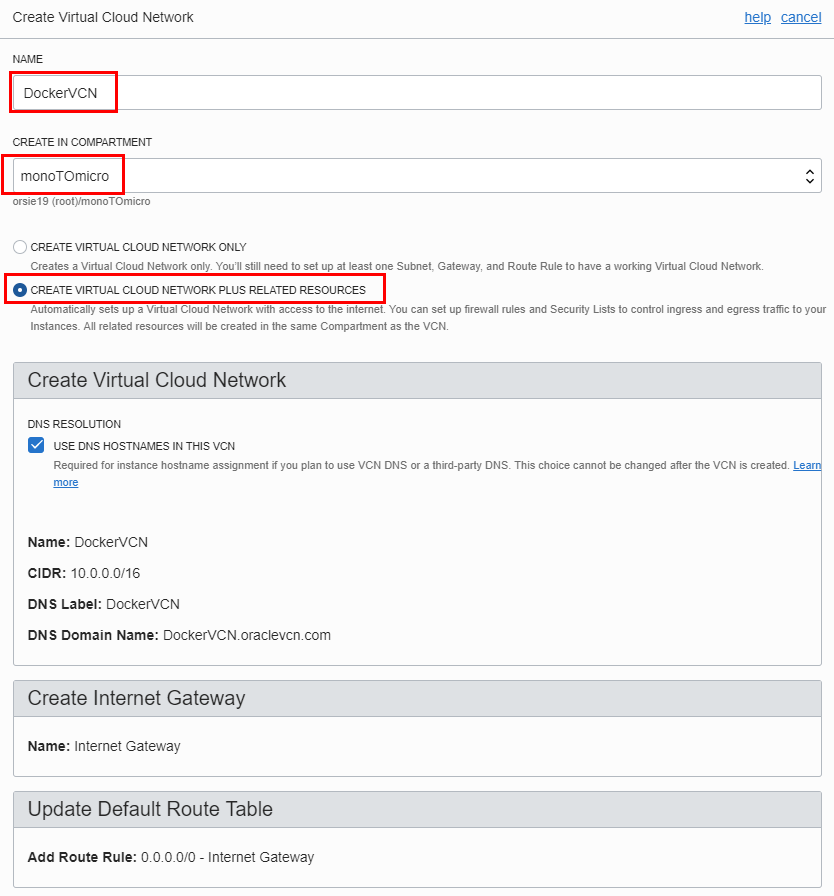 Create Virtual Cloud Network
help cancel
NAME
DockerVCN
CREATE IN COMPARTMENT
monoTOmicro
orsie19 (root)/monoTOmicro
CREATE VIRTUAL CLOUD NETWORK ONLY
Creates a Virtual Cloud Network only. You'll still need to set up at least one Subnet, Gateway, and Route Rule to have a working Virtual Cloud Network.
CREATE VIRTUAL CLOUD NETWORK PLUS RELATED RESOURCES
Automatically sets up a Virtual Cloud Network with access to the internet. You can set up firewall rules and Security Lists to control ingress and egress traffic to your
Instances. All related resources will be created in the same Compartment as the VCN.
Create Virtual Cloud Network
DNS RESOLUTION
USE DNS HOSTNAMES IN THIS VCN
Required for instance hostname assignment if you plan to use VCN DNS or a third-party DNS. This choice cannot be changed after the VCN is created. Learn
more
Name: DockerVCN
CIDR: 10.0.0.0/16
DNS Label: DockerVCN
DNS Domain Name: DockerVCN.oraclevcn.com
Create Internet Gateway
Name: Internet Gateway
Update Default Route Table
Add Route Rule: 0.0.0.0/0 - Internet Gateway